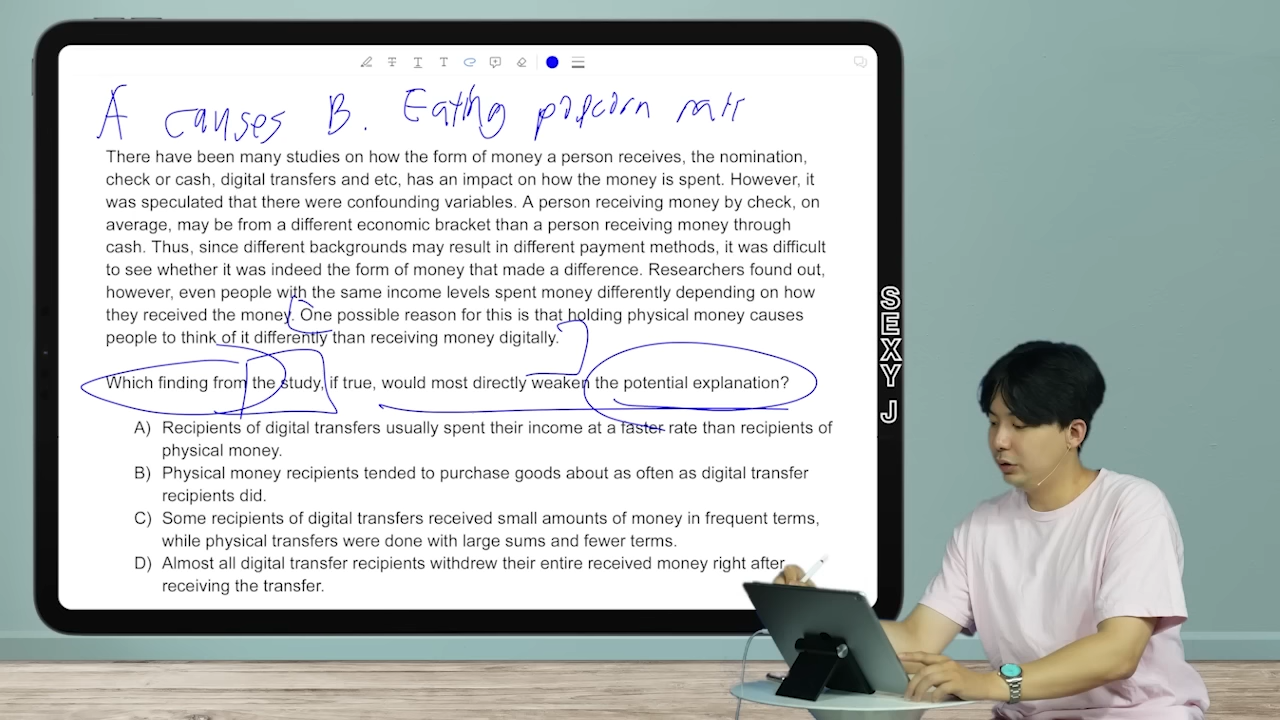 A causes B. Eating popcorn
There have been many studies on how the form of money a person receives, the nomination,
check or cash, digital transfers and etc, has an impact on how the money is spent. However, it
was speculated that there were confounding variables. A person receiving money by check, on
average, may be from a different economic bracket than a person receiving money through
cash. Thus, since different backgrounds may result in different payment methods, it was difficult
to see whether it was indeed the form of money that made a difference. Researchers found out,
however, even people with the same income levels spent money differently depending on how
they received the money. One possible reason for this is that holding physical money causes
people to think of it differently than receiving money digitally.
Which finding from the study, if true, would most directly weaken the potential explanation?
A) Recipients of digital transfers usually spent their income at a faster rate than recipients of
physical money.
B) Physical money recipients tended to purchase goods about as often as digital transfer
recipients did.
C) Some recipients of digital transfers received small amounts of money in frequent terms,
while physical transfers were done with large sums and fewer terms.
D) Almost all digital transfer recipients withdrew their entire received money right after
receiving the transfer.
SEXY J